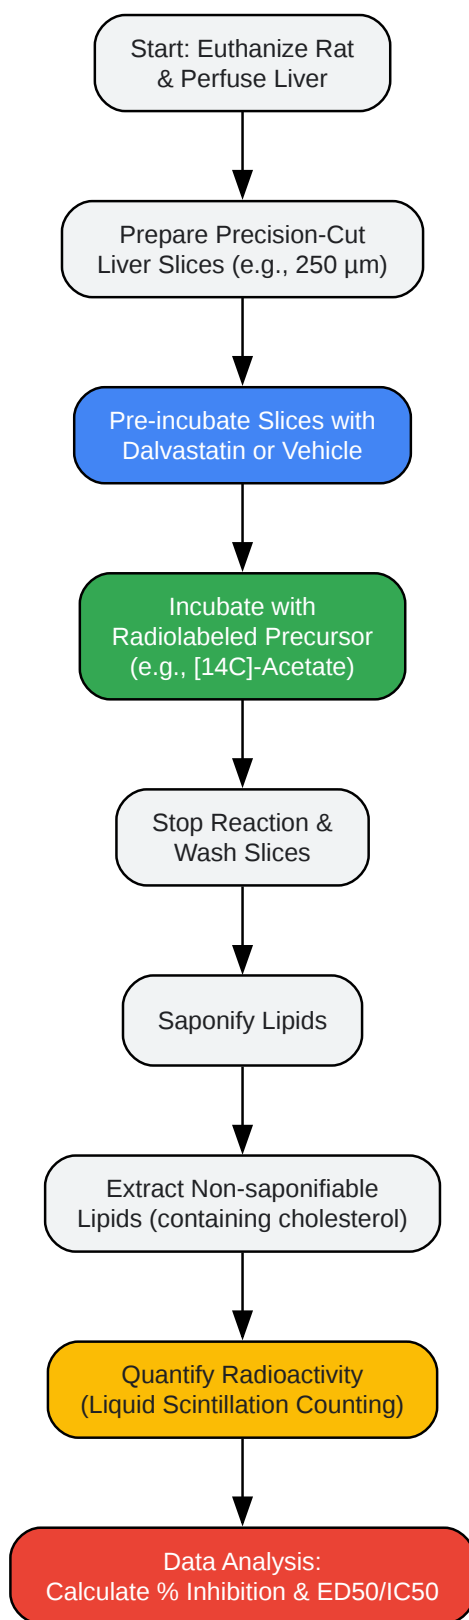 Start: Euthanize Rat
& Perfuse Liver
Prepare Precision-Cut
Liver Slices (e.g., 250 µm)
Pre-incubate Slices with
Dalvastatin or Vehicle
Incubate with
Radiolabeled Precursor
(e.g., [14C]-Acetate)
Stop Reaction &
Wash Slices
Saponify Lipids
Extract Non-saponifiable
Lipids (containing cholesterol)
Quantify Radioactivity
(Liquid Scintillation Counting)
Data Analysis:
Calculate % Inhibition & ED50/IC50